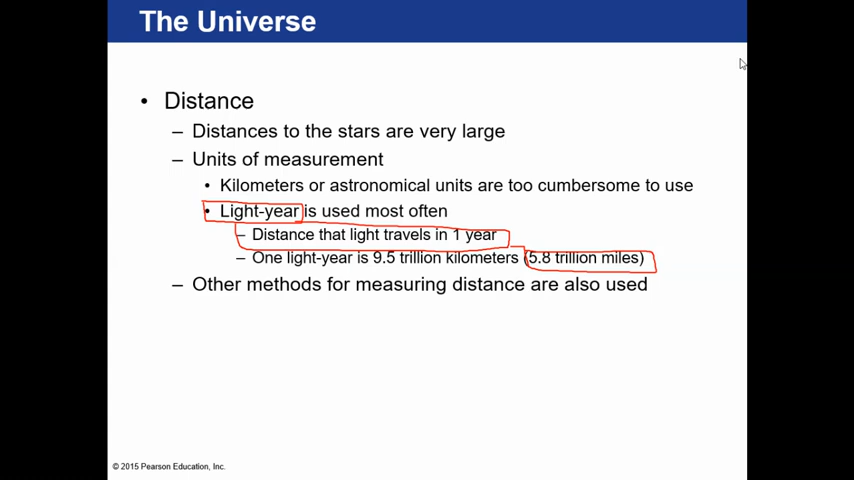 The Universe
• Distance
– Distances to the stars are very large
– Units of measurement
• Kilometers or astronomical units are too cumbersome to use
• Light-year is used most often
– Distance that light travels in 1 year
– One light-year is 9.5 trillion kilometers (5.8 trillion miles)
– Other methods for measuring distance are also used
© 2015 Pearson Education, Inc.